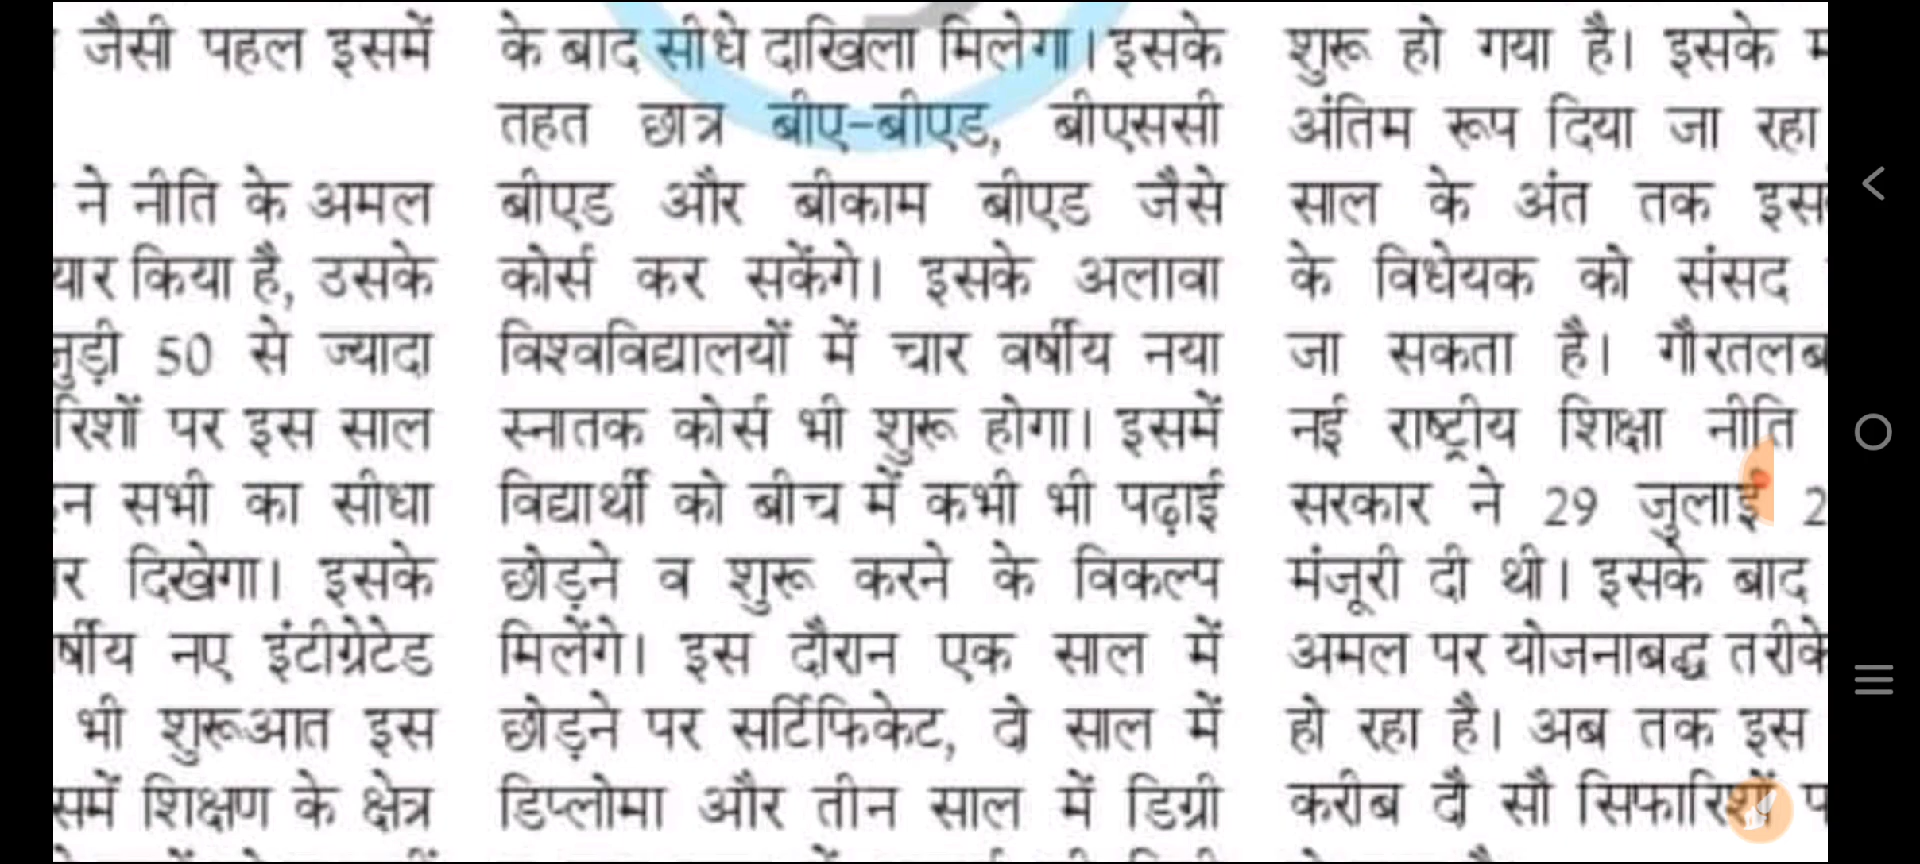 जैसी पहल इसमें
ने नीति के अमल
यार किया है, उसके
जुड़ी 50 से ज्यादा
रिशों पर इस साल
न सभी का सीधा
र दिखेगा। इसके
र्षीय नए इंटीग्रेटेड
भी शुरूआत इस
समें शिक्षण के क्षेत्र
के बाद सीधे दाखिला मिलेगा। इसके
तहत छात्र बीए-बीएड, बीएससी
बीएड और बीकाम बीएड जैसे
कोर्स कर सकेंगे। इसके अलावा
विश्वविद्यालयों में चार वर्षीय नया
स्नातक कोर्स भी शुरू होगा। इसमें
विद्यार्थी को बीच में कभी भी पढ़ाई
छोड़ने व शुरू करने के विकल्प
मिलेंगे। इस दौरान एक साल में
छोड़ने पर सर्टिफिकेट, दो साल में
डिप्लोमा और तीन साल में डिग्री
शुरू हो गया है। इसके म
अंतिम रूप दिया जा रहा
साल के अंत तक इस
के विधेयक को संसद
जा सकता है। गौरतलब
नई राष्ट्रीय शिक्षा नीति
सरकार ने 29 जुलाई 2
मंजूरी दी थी। इसके बाद
अमल पर योजनाबद्ध तरीके
हो रहा है। अब तक इस
करीब दौ सौ सिफारिशों प